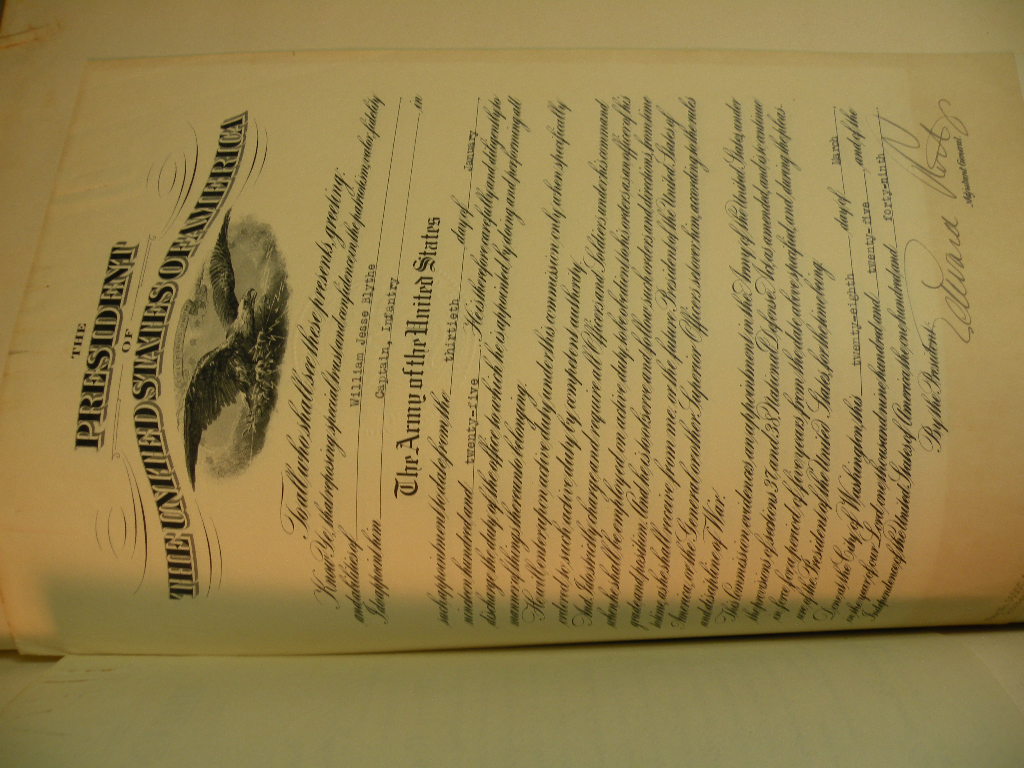 THE
PRESIDENT
OF
THE UNITED STATES OF AMERICA
To all who shall see these presents, greeting:
Know Ye, that reposing special trust and confidence in the patriotism, valor, fidelity
and abilities of William Jesse Blythe
I do appoint him Captain, Infantry in
The Army of the United States
such appointment to date from the thirtieth day of January
nineteen hundred and twenty-five. He is therefore carefully and diligently to
discharge the duty of the office to which he is appointed by doing and performing all
manner of things thereunto belonging.
He will enter upon active duty under this commission only when specifically
ordered to such active duty by competent authority.
And I do strictly charge and require all Officers and Soldiers under his command
when he shall be employed on active duty to be obedient to his orders as an officer of his
grade and position. And he is to observe and follow such orders and directions, from time
to time, as he shall receive from me, or the future President of the United States of
America, or the General or other Superior Officers set over him, according to the rules
and discipline of War.
This Commission evidences an appointment in the Army of the United States, under
the provisions of sections 37 and 38, National Defense Act as amended, and is to continue
in force for a period of five years from the date above specified, and during the pleas-
ure of the President of the United States, for the time being.
Done at the City of Washington, this twenty-eighth day of March
in the year of our Lord one thousand nine hundred and twenty-five, and of the
Independence of the United States of America the one hundred and forty-ninth.
By the President:
Adjutant General.